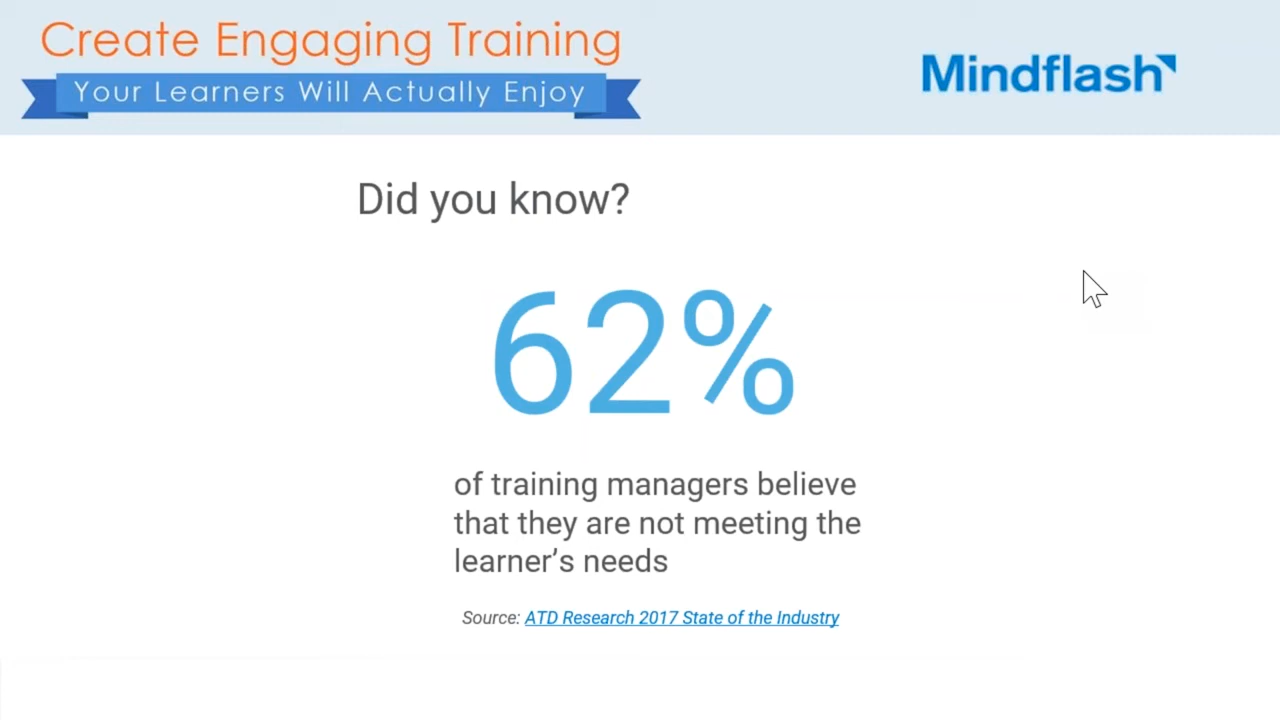 Create Engaging Training
Your Learners Will Actually Enjoy
Mindflash
Did you know?
62%
of training managers believe
that they are not meeting the
learner’s needs
Source: ATD Research 2017 State of the Industry